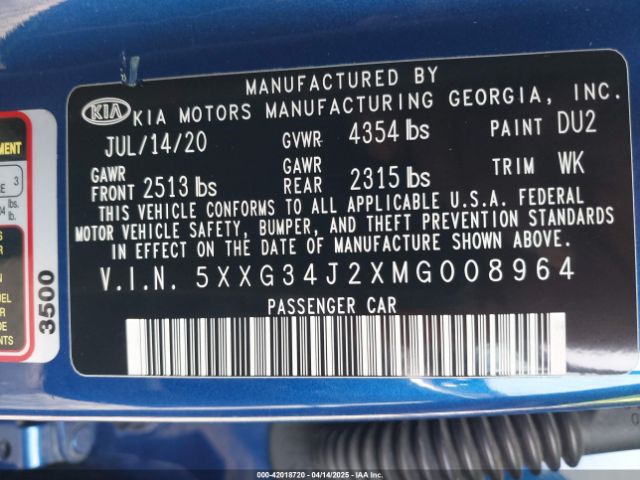 MANUFACTURED BY
KIA KIA MOTORS MANUFACTURING GEORGIA, INC.
JUL/14/20 GVWR 4354 lbs PAINT DU2
GAWR FRONT 2513 lbs GAWR REAR 2315 lbs TRIM WK
THIS VEHICLE CONFORMS TO ALL APPLICABLE U.S.A. FEDERAL
MOTOR VEHICLE SAFETY, BUMPER, AND THEFT PREVENTION STANDARDS
IN EFFECT ON THE DATE OF MANUFACTURE SHOWN ABOVE.
V.I.N. 5XXG34J2XMG008964
PASSENGER CAR
3
lbs.
lb.
3500
000-42018720 04/14/2025 - IAA Inc.